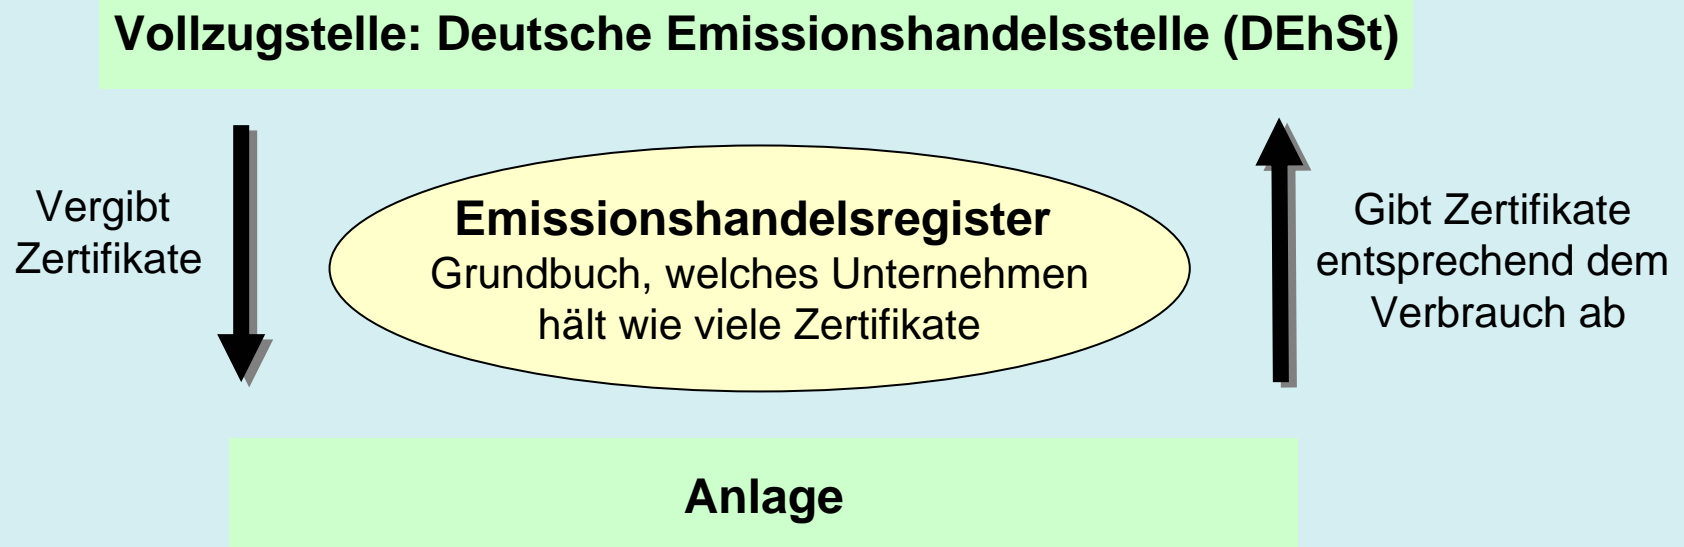 Vollzugstelle: Deutsche Emissionshandelsstelle (DEhSt)
Vergibt
Zertifikate
Emissionshandelsregister
Grundbuch, welches Unternehmen
hält wie viele Zertifikate
Gibt Zertifikate
entsprechend dem
Verbrauch ab
Anlage